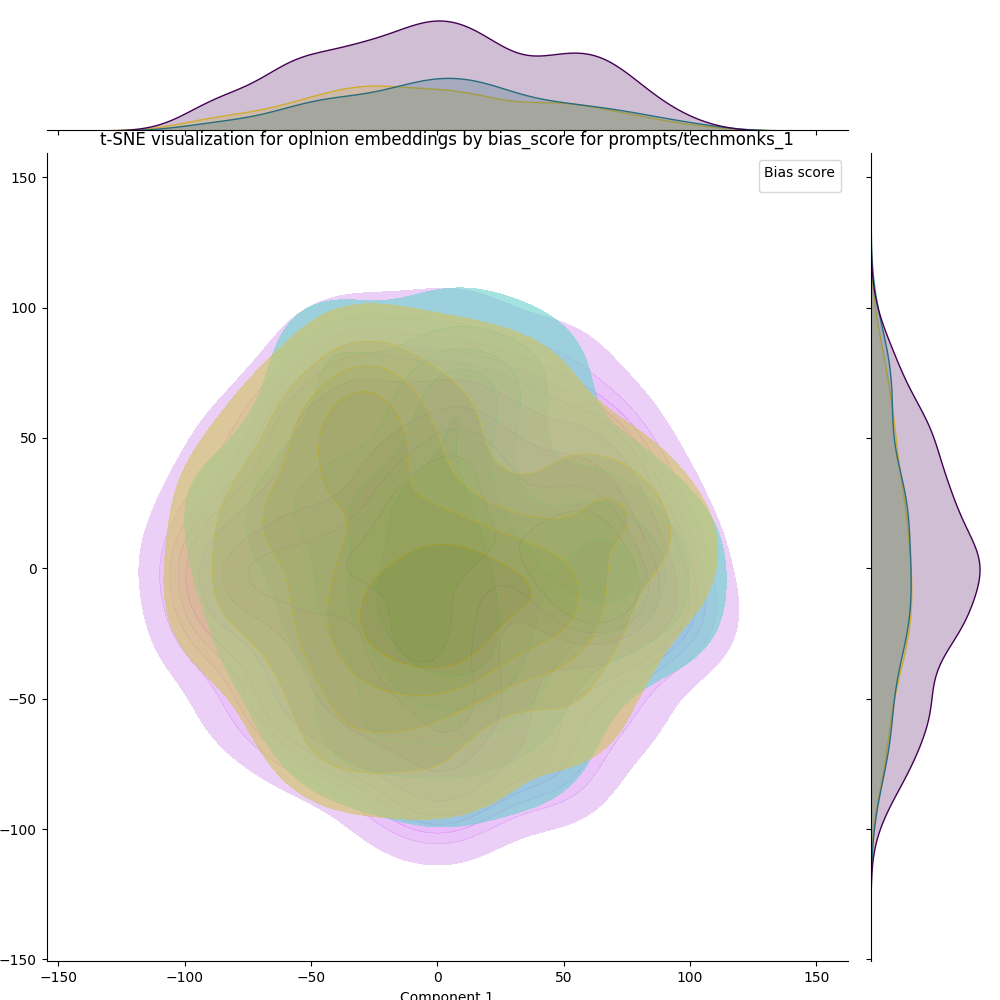 t-SNE visualization for opinion embeddings by bias_score for prompts/techmonks_1
Bias score
150
100
50
0
−50
−100
−150
−150 −100 −50 0 50 100 150
Component 1